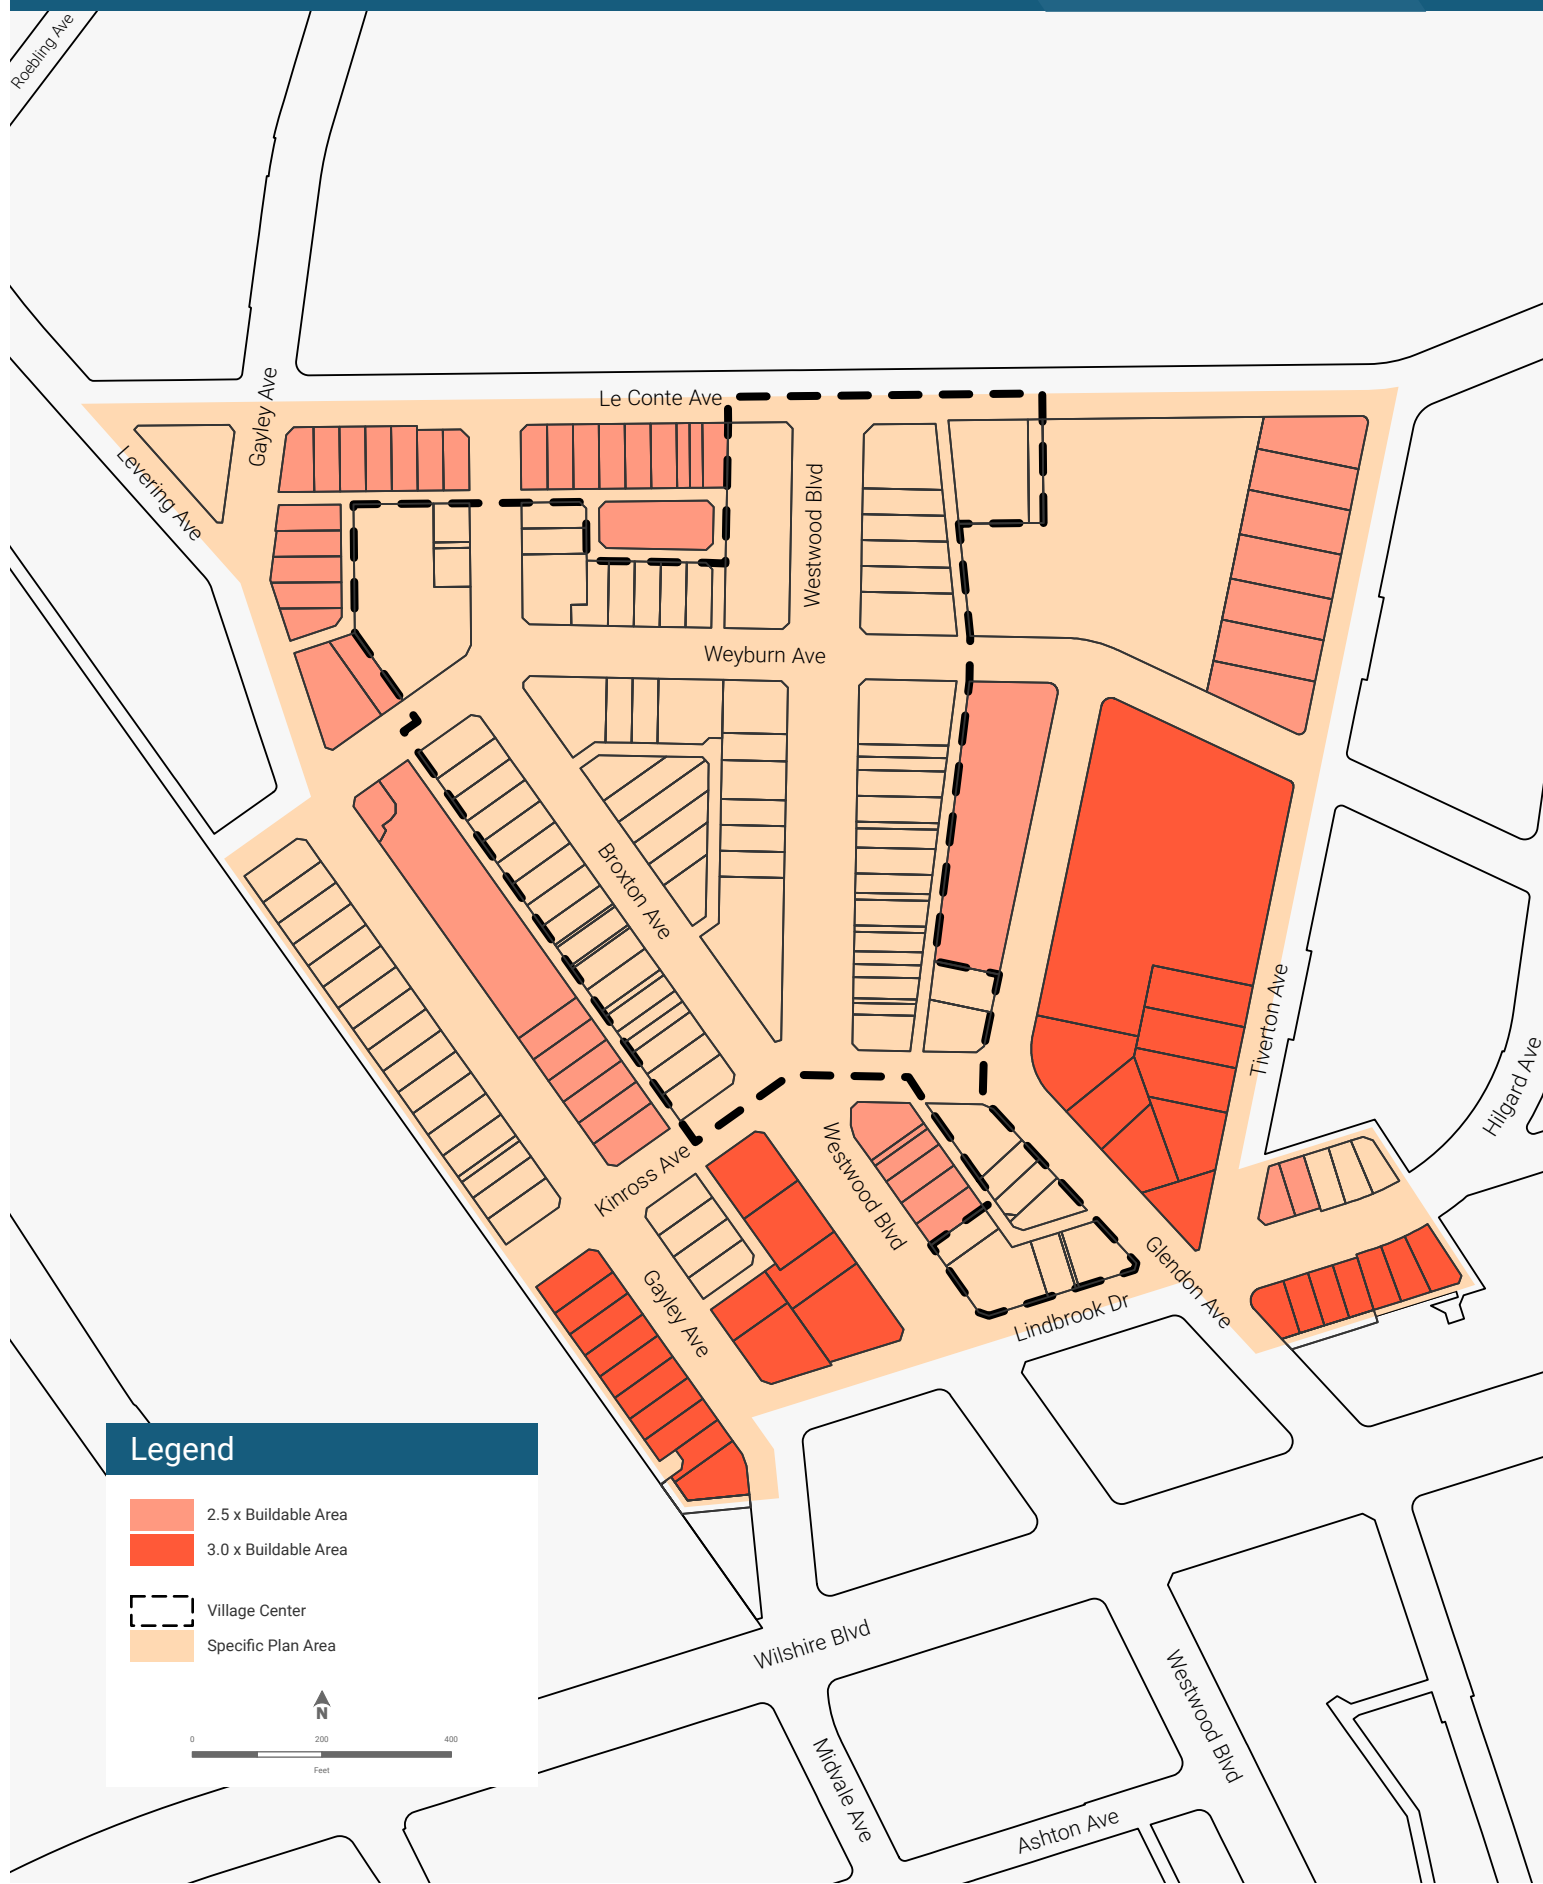 Roebling Ave
Gayley Ave
Le Conte Ave
Levering Ave
Westwood Blvd
Weyburn Ave
Broxton Ave
Tiverton Ave
Hilgard Ave
Kinross Ave
Westwood Blvd
Gayley Ave
Glendon Ave
Lindbrook Dr
Legend
2.5 x Buildable Area
3.0 x Buildable Area
Village Center
Specific Plan Area
N
0 200 400
Feet
Wilshire Blvd
Westwood Blvd
Midvale Ave
Ashton Ave